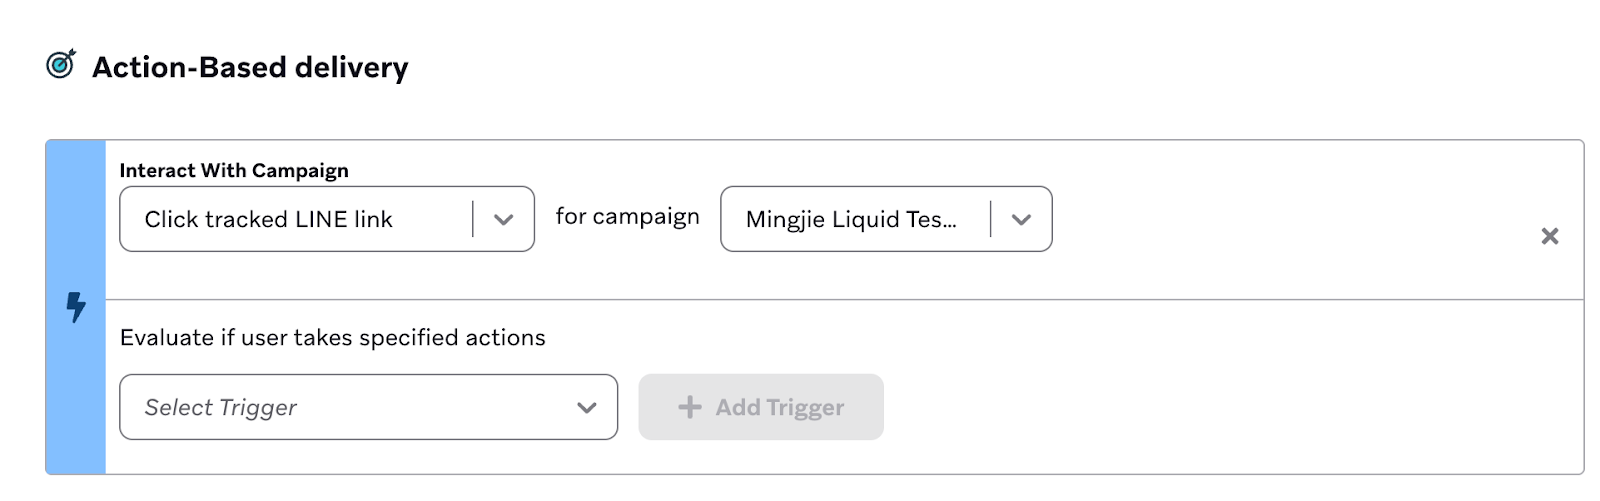 Action-Based delivery
Interact With Campaign
Click tracked LINE link for campaign Mingjie Liquid Tes...
Evaluate if user takes specified actions
Select Trigger Add Trigger